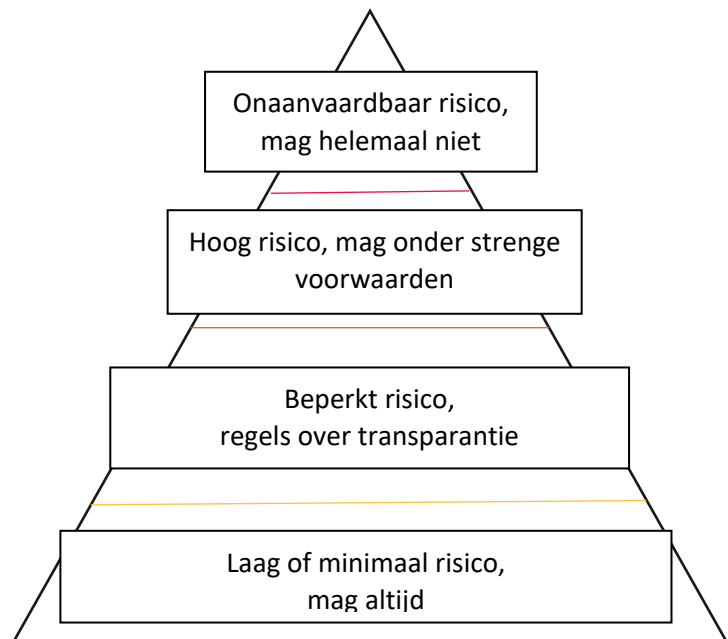 Onaanvaardbaar risico,
mag helemaal niet
Hoog risico, mag onder strenge
voorwaarden
Beperkt risico,
regels over transparantie
Laag of minimaal risico,
mag altijd